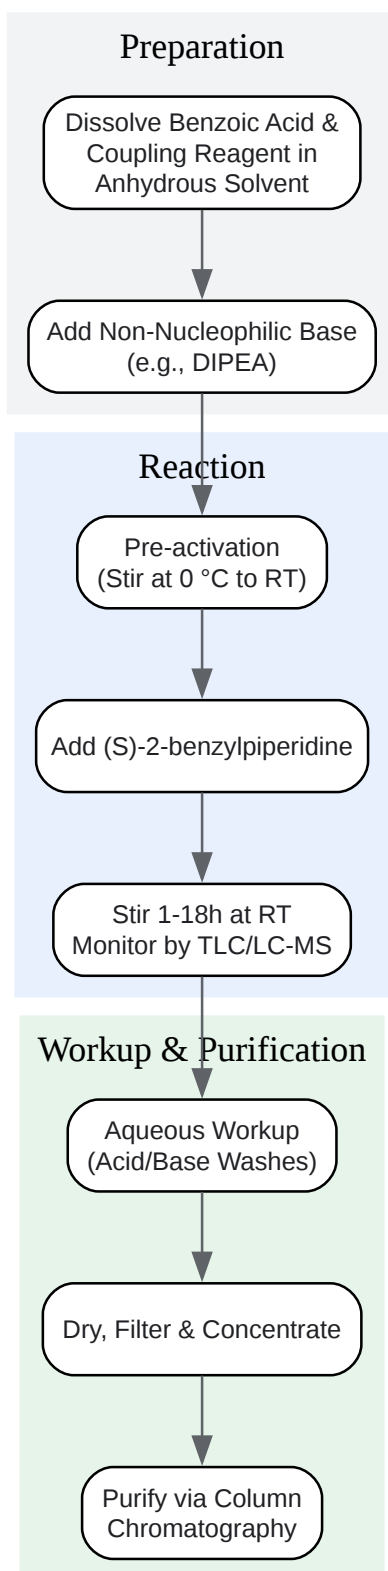 Preparation
Dissolve Benzoic Acid &
Coupling Reagent in
Anhydrous Solvent
Add Non-Nucleophilic Base
(e.g., DIPEA)
Reaction
Pre-activation
(Stir at 0 °C to RT)
Add (S)-2-benzylpiperidine
Stir 1-18h at RT
Monitor by TLC/LC-MS
Workup & Purification
Aqueous Workup
(Acid/Base Washes)
Dry, Filter & Concentrate
Purify via Column
Chromatography